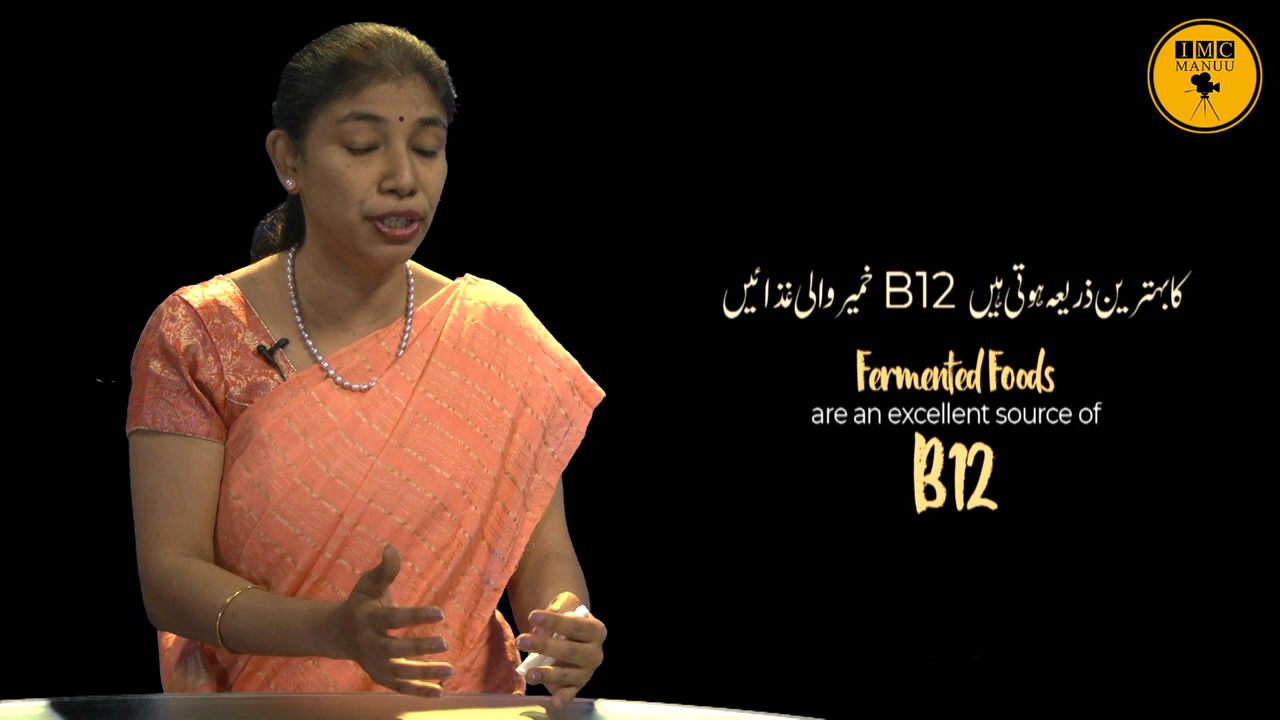 IMC
MANUU
کا بہترین ذریعہ ہوتی ہیں B12 خمیر والی غذائیں
Fermented Foods
are an excellent source of
B12